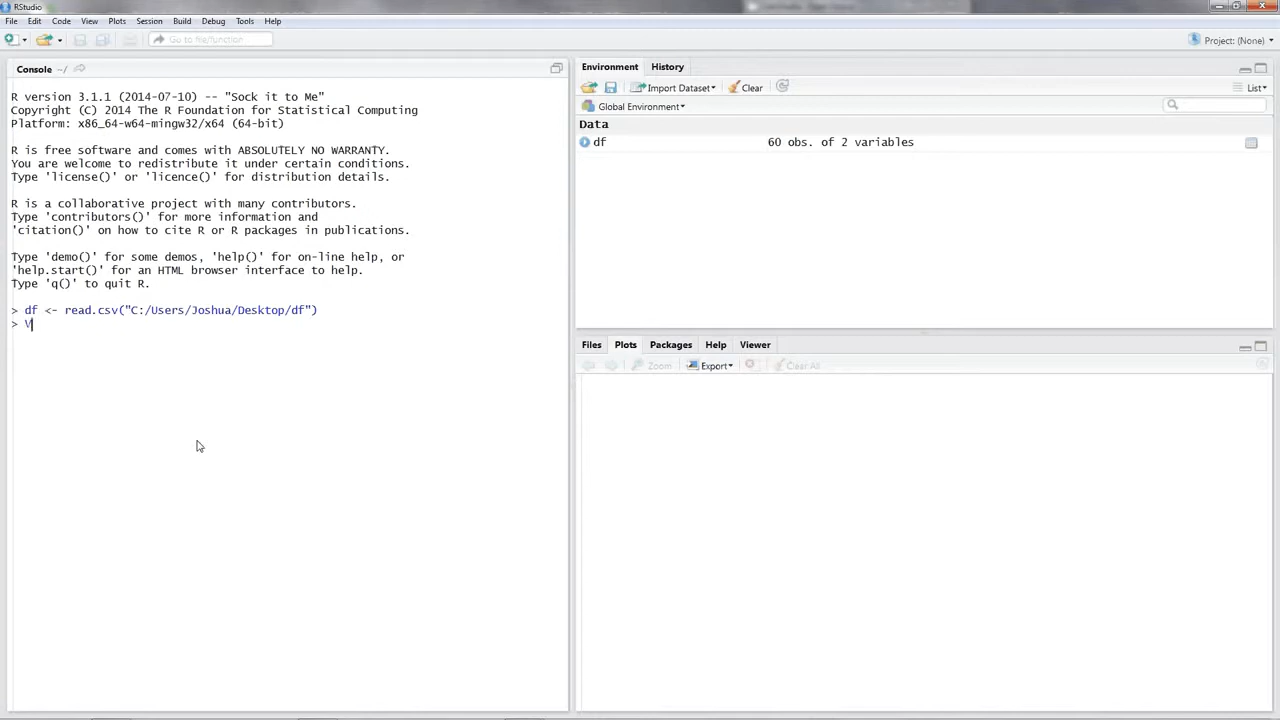 RStudio
File Edit Code View Plots Session Build Debug Tools Help
Go to file/function
Project: (None)
Console ~/
R version 3.1.1 (2014-07-10) -- "Sock it to Me"
Copyright (C) 2014 The R Foundation for Statistical Computing
Platform: x86_64-w64-mingw32/x64 (64-bit)
R is free software and comes with ABSOLUTELY NO WARRANTY.
You are welcome to redistribute it under certain conditions.
Type 'license()' or 'licence()' for distribution details.
R is a collaborative project with many contributors.
Type 'contributors()' for more information and
'citation()' on how to cite R or R packages in publications.
Type 'demo()' for some demos, 'help()' for on-line help, or
'help.start()' for an HTML browser interface to help.
Type 'q()' to quit R.
> df <- read.csv("C:/Users/Joshua/Desktop/df")
> V
Environment History
Import Dataset Clear List
Global Environment
Data
df 60 obs. of 2 variables
Files Plots Packages Help Viewer
Zoom Export Clear All